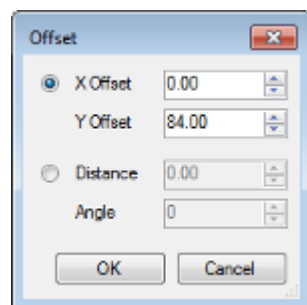 Offset
X Offset 0.00
Y Offset 84.00
Distance 0.00
Angle 0
OK Cancel